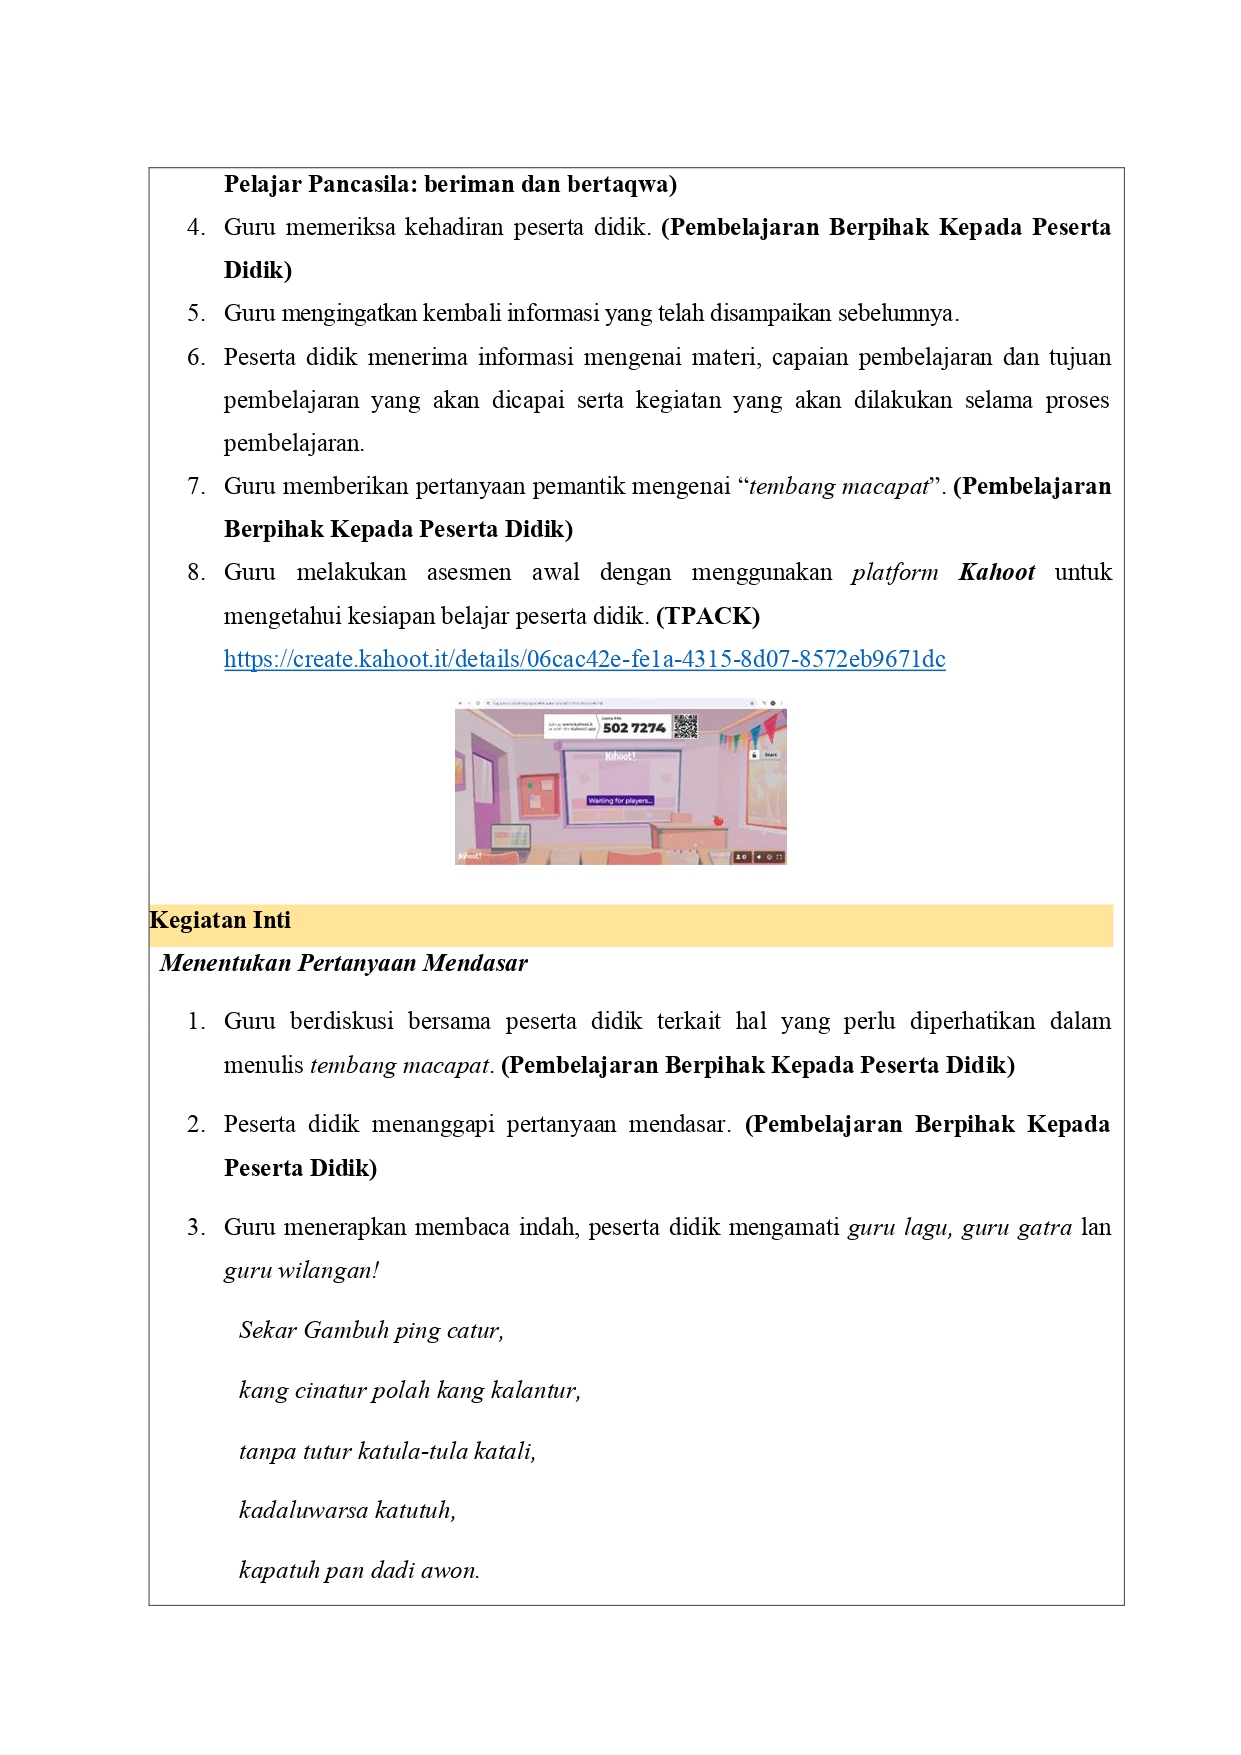 Pelajar Pancasila: beriman dan bertaqwa)
4. Guru memeriksa kehadiran peserta didik. (Pembelajaran Berpihak Kepada Peserta
Didik)
5. Guru mengingatkan kembali informasi yang telah disampaikan sebelumnya.
6. Peserta didik menerima informasi mengenai materi, capaian pembelajaran dan tujuan
pembelajaran yang akan dicapai serta kegiatan yang akan dilakukan selama proses
pembelajaran.
7. Guru memberikan pertanyaan pemantik mengenai “tembang macapat”. (Pembelajaran
Berpihak Kepada Peserta Didik)
8. Guru melakukan asesmen awal dengan menggunakan platform Kahoot untuk
mengetahui kesiapan belajar peserta didik. (TPACK)
https://create.kahoot.it/details/06cac42e-fe1a-4315-8d07-8572eb9671dc
502 7274
Kahoot!
Start
Waiting for players...
Kahoot!
Kegiatan Inti
Menentukan Pertanyaan Mendasar
1. Guru berdiskusi bersama peserta didik terkait hal yang perlu diperhatikan dalam
menulis tembang macapat. (Pembelajaran Berpihak Kepada Peserta Didik)
2. Peserta didik menanggapi pertanyaan mendasar. (Pembelajaran Berpihak Kepada
Peserta Didik)
3. Guru menerapkan membaca indah, peserta didik mengamati guru lagu, guru gatra lan
guru wilangan!
Sekar Gambuh ping catur,
kang cinatur polah kang kalantur,
tanpa tutur katula-tula katali,
kadaluwarsa katutuh,
kapatuh pan dadi awon.